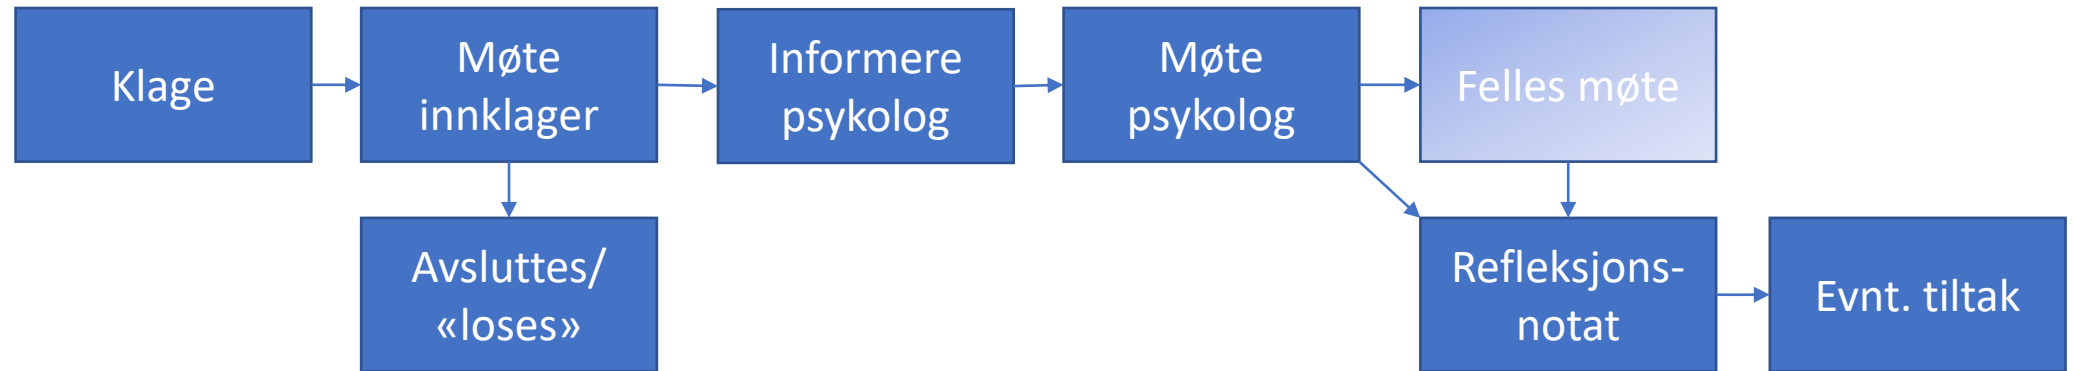 Klage
Møte
innklager
Informere
psykolog
Møte
psykolog
Felles møte
Avsluttes/
«loses»
Refleksjons-
notat
Evnt. tiltak